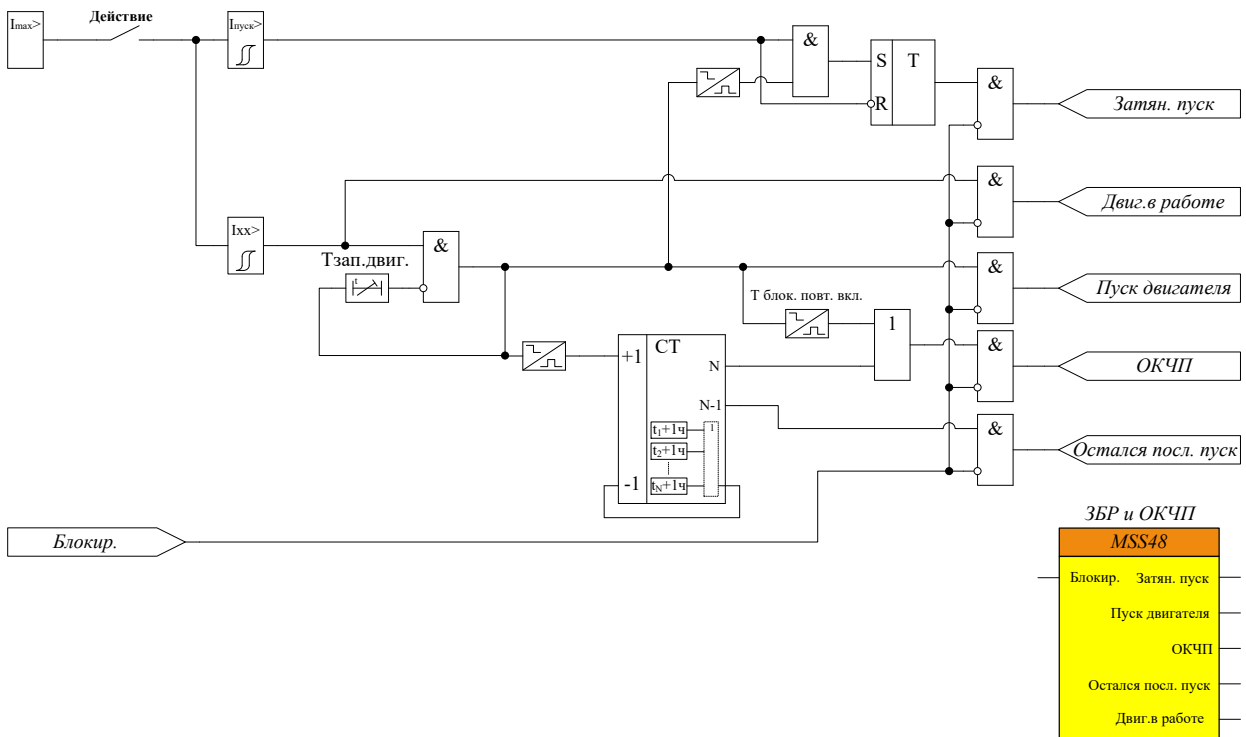 Imax>
Действие
Iпуск>
&
S
T
R
&
Затян. пуск
&
Двиг.в работе
Iхх>
&
Тзап.двиг.
t
&
Пуск двигателя
Т блок. повт. вкл.
1
&
ОКЧП
+1
CT
N
N-1
t1+1ч
1
t2+1ч
tN+1ч
-1
&
Остался посл. пуск
Блокир.
ЗБР и ОКЧП
MSS48
Блокир.
Затян. пуск
Пуск двигателя
ОКЧП
Остался посл. пуск
Двиг.в работе